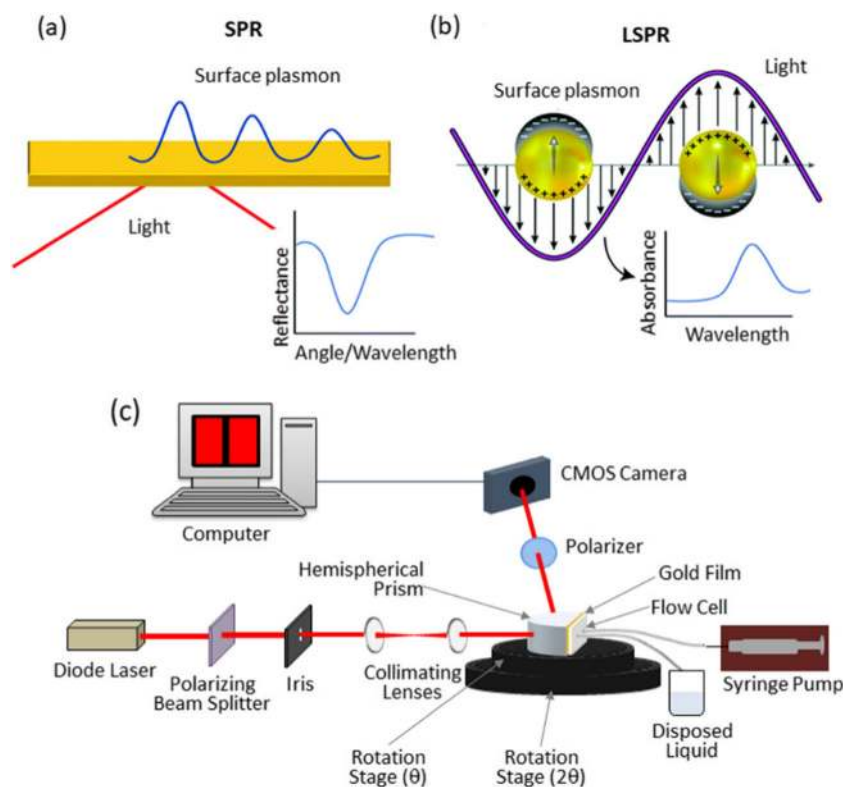 (a)
SPR
Surface plasmon
Light
Reflectance
Angle/Wavelength
(b)
LSPR
Light
Surface plasmon
Absorbance
Wavelength
(c)
Computer
CMOS Camera
Polarizer
Hemispherical
Prism
Gold Film
Flow Cell
Diode Laser
Polarizing
Beam Splitter
Iris
Collimating
Lenses
Syringe Pump
Disposed
Liquid
Rotation
Stage (θ)
Rotation
Stage (2θ)